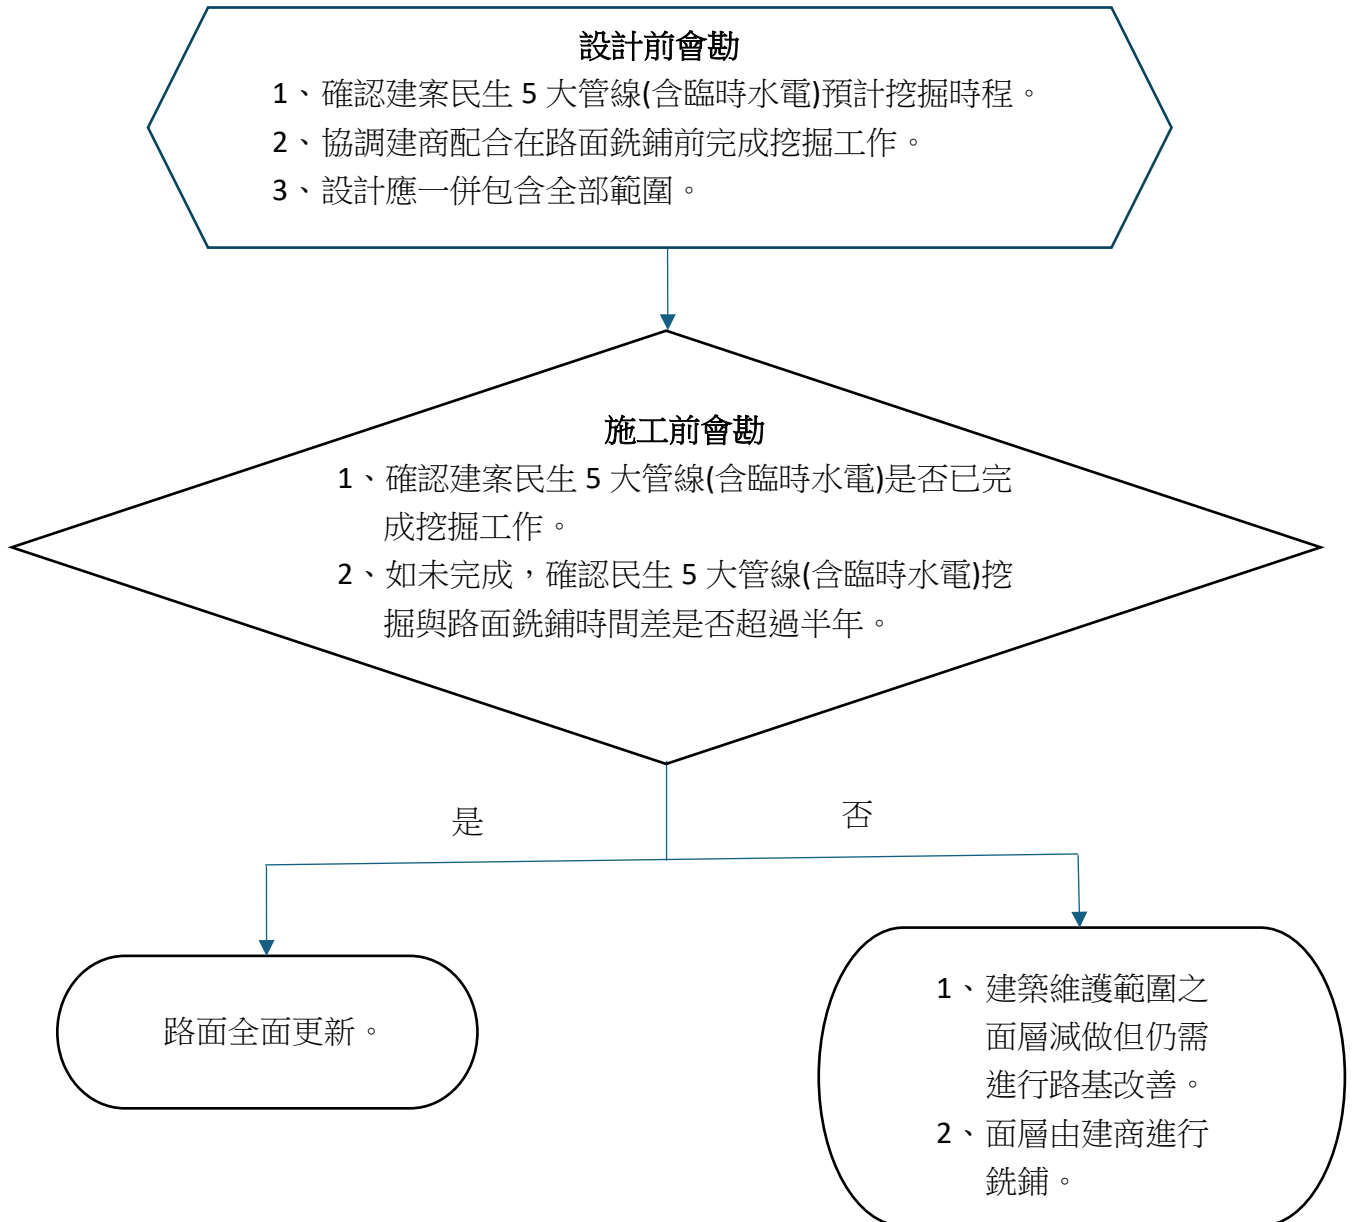 設計前會勘
1、確認建案民生 5 大管線(含臨時水電)預計挖掘時程。
2、協調建商配合在路面銑鋪前完成挖掘工作。
3、設計應一併包含全部範圍。
施工前會勘
1、確認建案民生 5 大管線(含臨時水電)是否已完
成挖掘工作。
2、如未完成，確認民生 5 大管線(含臨時水電)挖
掘與路面銑鋪時間差是否超過半年。
是
否
路面全面更新。
1、建築維護範圍之
面層減做但仍需
進行路基改善。
2、面層由建商進行
銑鋪。